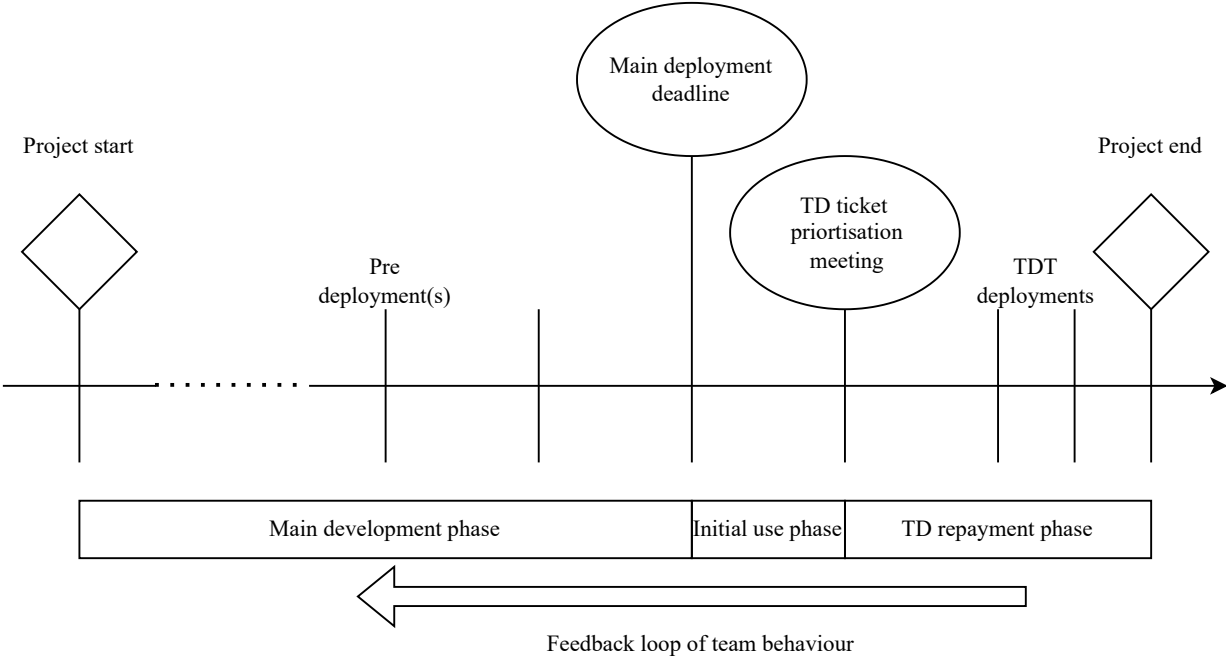 Main deployment
deadline
Project start
Project end
TD ticket
priortisation
meeting
Pre
deployment(s)
TDT
deployments
Main development phase
Initial use phase
TD repayment phase
Feedback loop of team behaviour